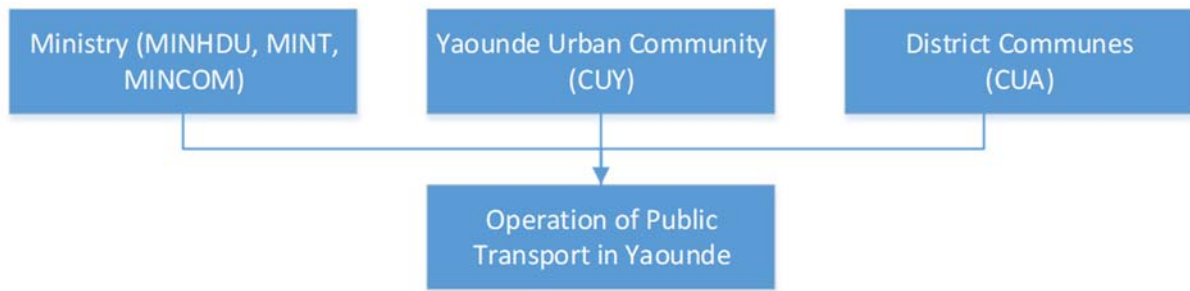 Ministry (MINHDU, MINT,
MINCOM)
Yaounde Urban Community
(CUY)
District Communes
(CUA)
Operation of Public
Transport in Yaounde